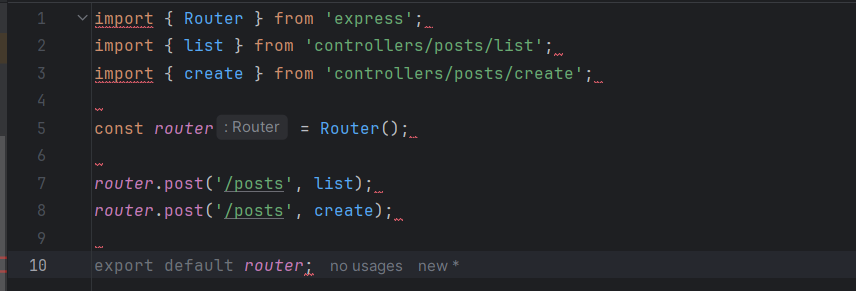 1 import { Router } from 'express';
2 import { list } from 'controllers/posts/list';
3 import { create } from 'controllers/posts/create';
4
5 const router : Router = Router();
6
7 router.post('/posts', list);
8 router.post('/posts', create);
9
10 export default router; no usages new *